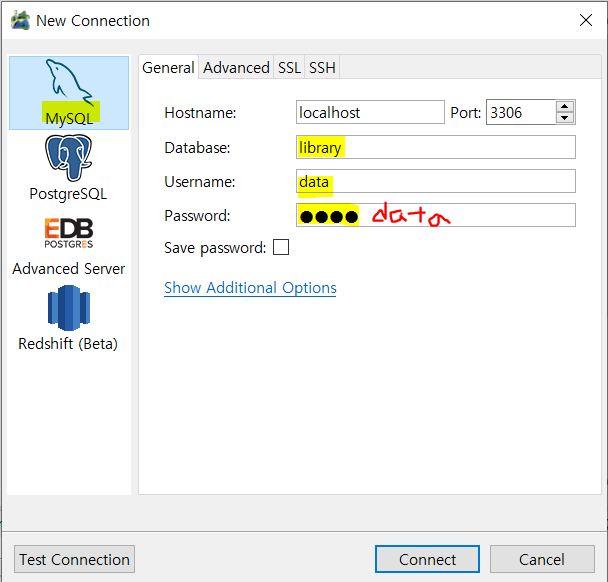 New Connection
MySQL
PostgreSQL
EDB
POSTGRES
Advanced Server
Redshift (Beta)
General Advanced SSL SSH
Hostname: localhost Port: 3306
Database: library
Username: data
Password: ●●●● data
Save password:
Show Additional Options
Test Connection Connect Cancel